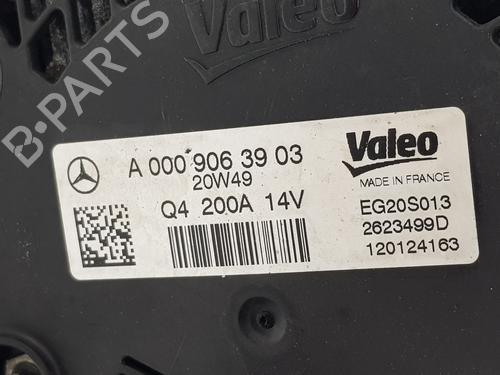 Valeo
B-PARTS
A 000 906 39 03
20W49
Q4 200A 14V
Valeo
MADE IN FRANCE
EG20S013
2623499D
120124163